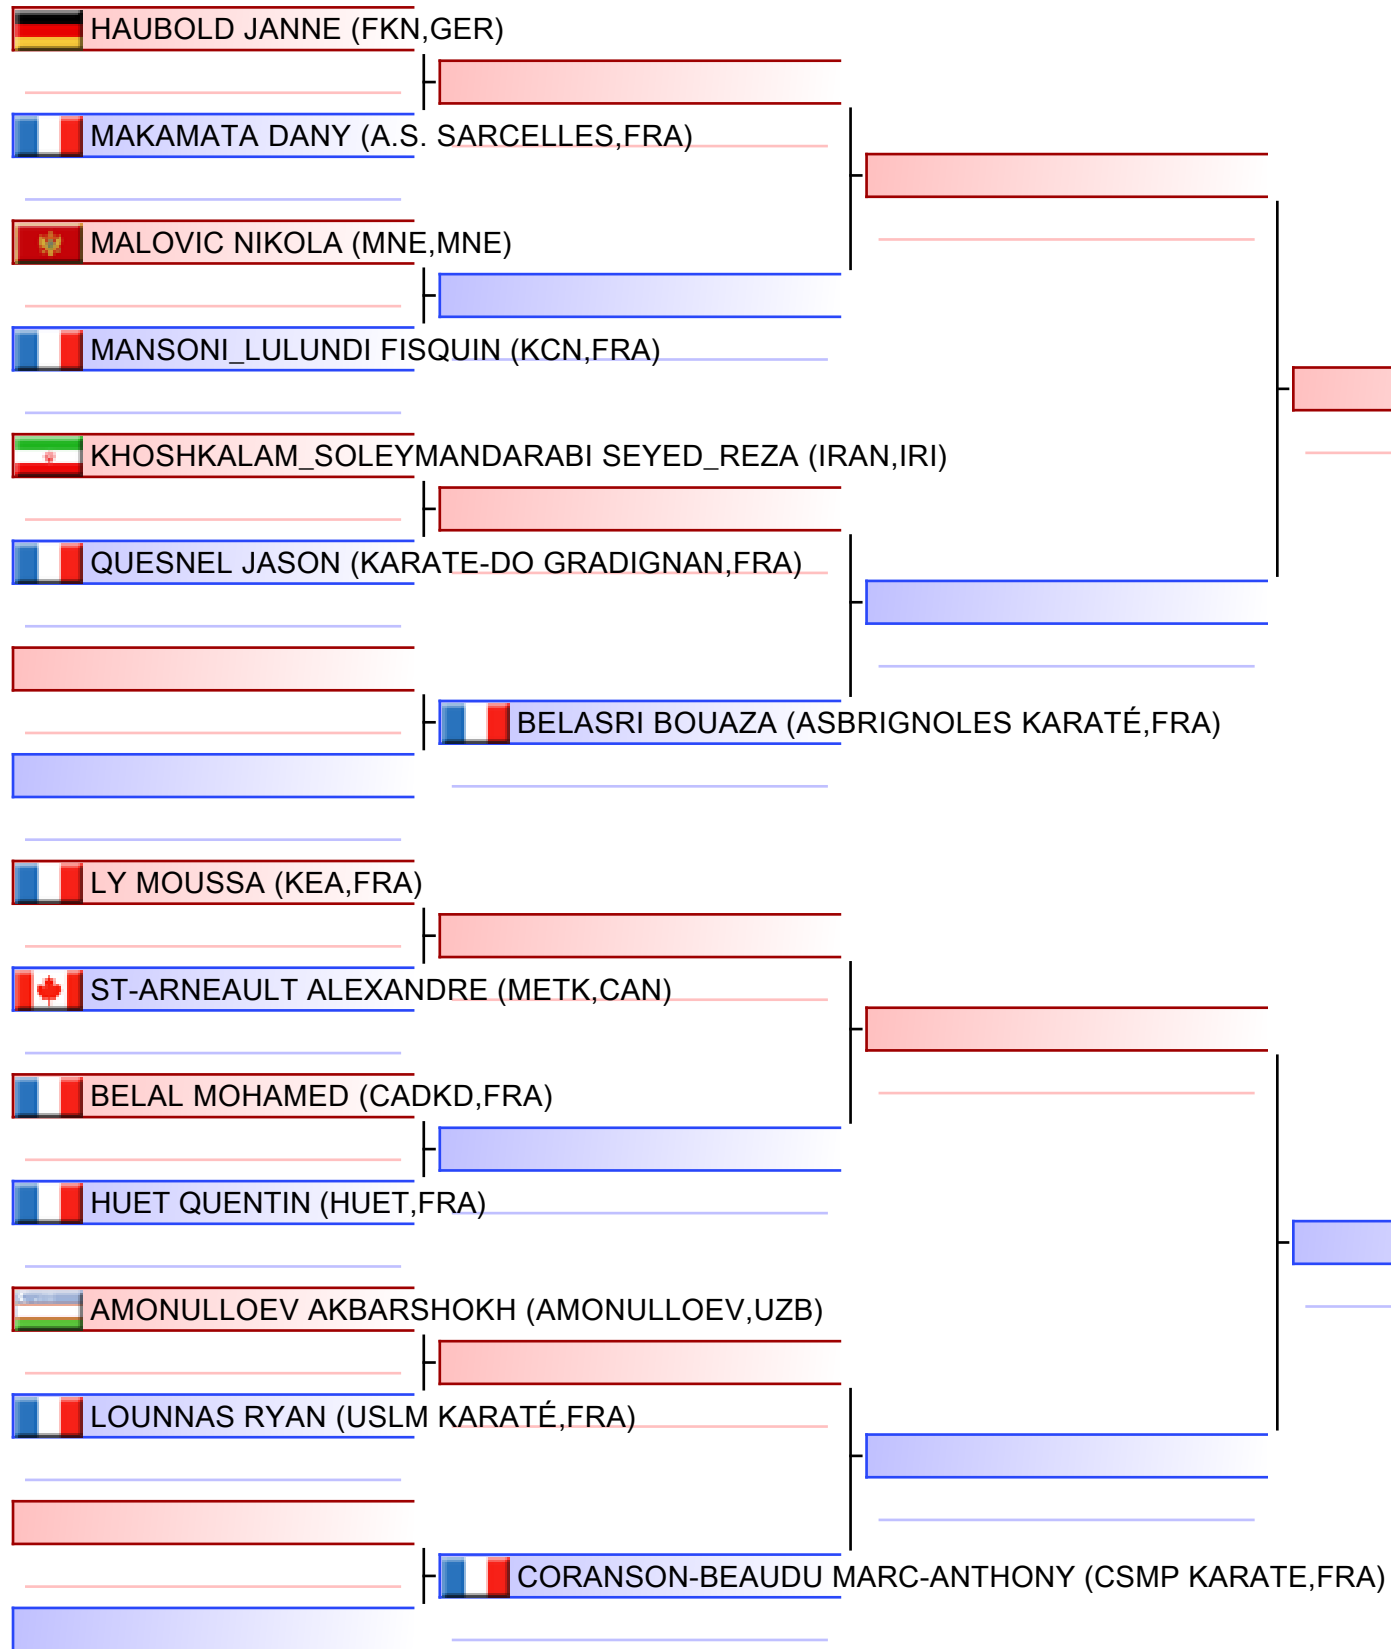 HAUBOLD JANNE (FKN,GER)
MAKAMATA DANY (A.S. SARCELLES,FRA)
MALOVIC NIKOLA (MNE,MNE)
MANSONI_LULUNDI FISQUIN (KCN,FRA)
KHOSHKALAM_SOLEYMANDARABI SEYED_REZA (IRAN,IRI)
QUESNEL JASON (KARATE-DO GRADIGNAN,FRA)
BELASRI BOUAZA (ASBRIGNOLES KARATÉ,FRA)
LY MOUSSA (KEA,FRA)
ST-ARNEAULT ALEXANDRE (METK,CAN)
BELAL MOHAMED (CADKD,FRA)
HUET QUENTIN (HUET,FRA)
AMONULLOEV AKBARSHOKH (AMONULLOEV,UZB)
LOUNNAS RYAN (USLM KARATÉ,FRA)
CORANSON-BEAUDU MARC-ANTHONY (CSMP KARATE,FRA)